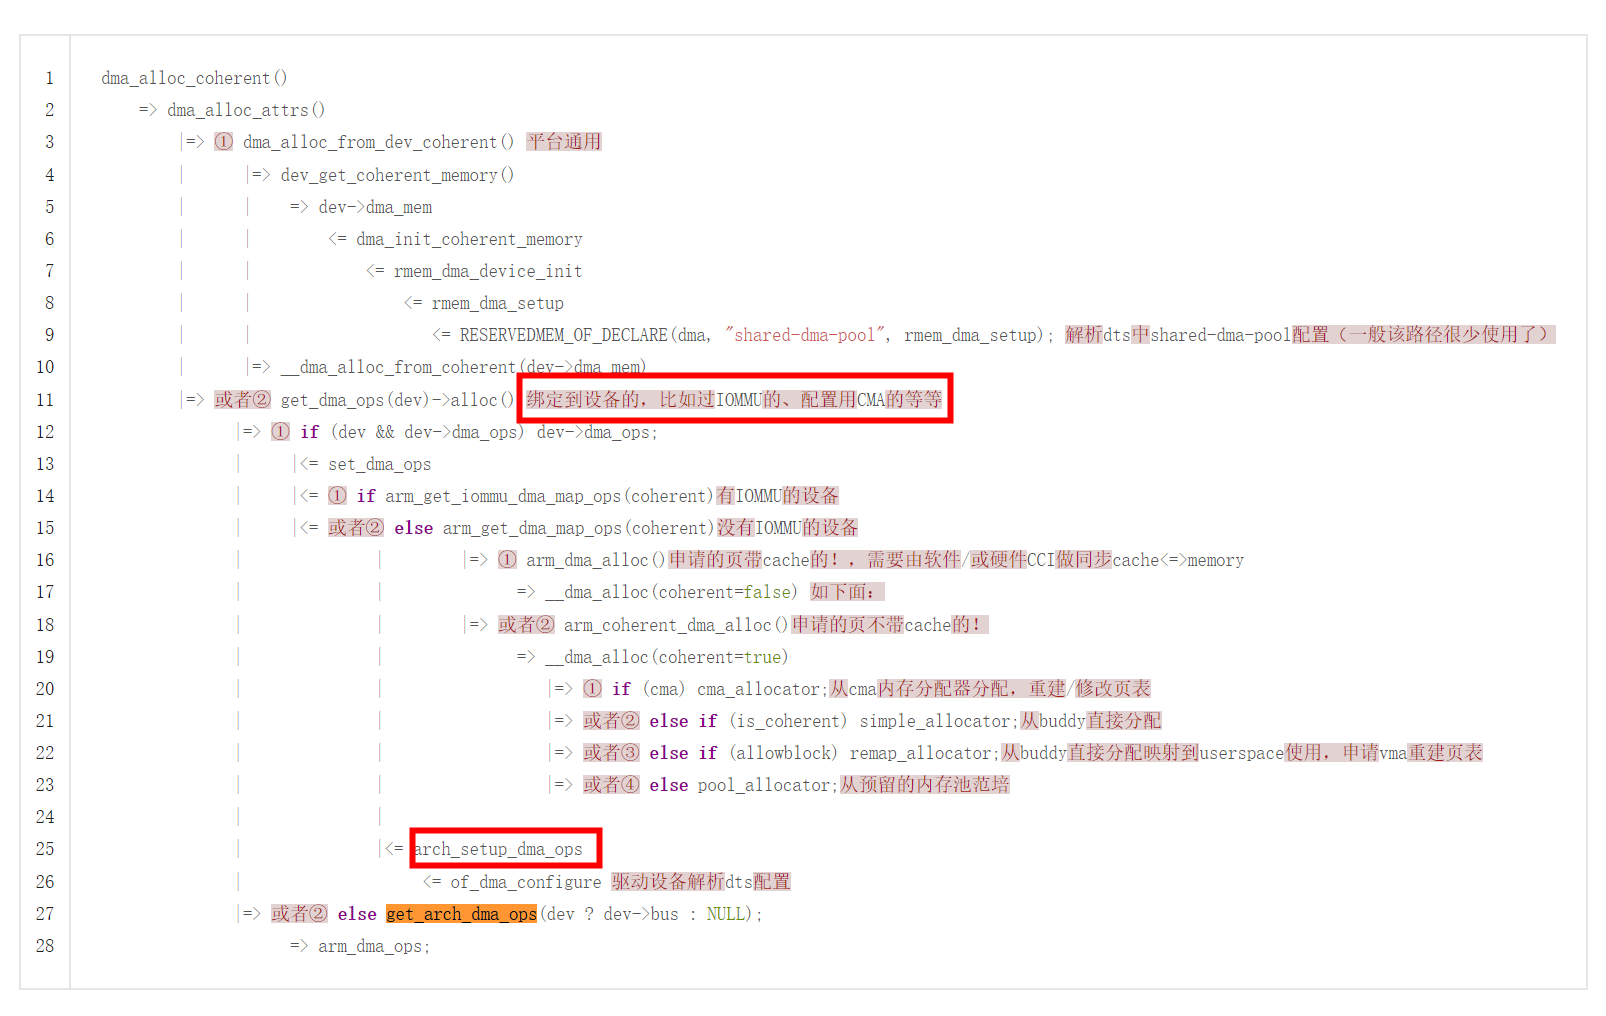 1 dma_alloc_coherent()
2 => dma_alloc_attrs()
3 |=> ① dma_alloc_from_dev_coherent() 平台通用
4 | |=> dev_get_coherent_memory()
5 | | => dev->dma_mem
6 | | <= dma_init_coherent_memory
7 | | <= rmem_dma_device_init
8 | | <= rmem_dma_setup
9 | | <= RESERVEDMEM_OF_DECLARE(dma, "shared-dma-pool", rmem_dma_setup); 解析dts中shared-dma-pool配置（一般该路径很少使用了）
10 | |=> __dma_alloc_from_coherent(dev->dma_mem)
11 |=> 或者② get_dma_ops(dev)->alloc() 绑定到设备的，比如过IOMMU的、配置用CMA的等等
12 |=> ① if (dev && dev->dma_ops) dev->dma_ops;
13 | |<= set_dma_ops
14 | |<= ① if arm_get_iommu_dma_map_ops(coherent)有IOMMU的设备
15 | |<= 或者② else arm_get_dma_map_ops(coherent)没有IOMMU的设备
16 | | |=> ① arm_dma_alloc()申请的页带cache的！，需要由软件/或硬件CCI做同步cache<=>memory
17 | | => __dma_alloc(coherent=false) 如下面：
18 | | |=> 或者② arm_coherent_dma_alloc()申请的页不带cache的！
19 | | => __dma_alloc(coherent=true)
20 | | |=> ① if (cma) cma_allocator;从cma内存分配器分配，重建/修改页表
21 | | |=> 或者② else if (is_coherent) simple_allocator;从buddy直接分配
22 | | |=> 或者③ else if (allowblock) remap_allocator;从buddy直接分配映射到userspace使用，申请vma重建页表
23 | | |=> 或者④ else pool_allocator;从预留的内存池范培
24 | |
25 | |<= arch_setup_dma_ops
26 | <= of_dma_configure 驱动设备解析dts配置
27 |=> 或者② else get_arch_dma_ops(dev ? dev->bus : NULL);
28 => arm_dma_ops;